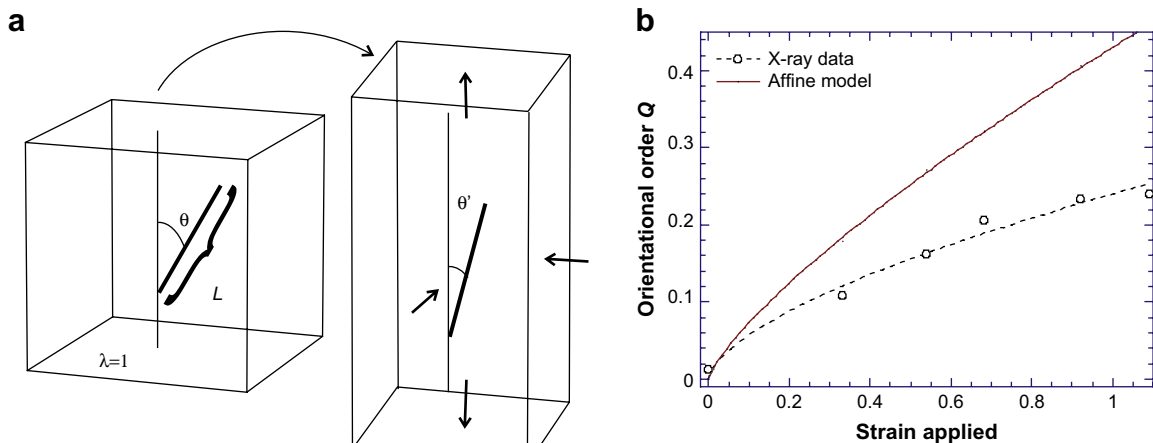 a
θ
L
λ=1
θ'
b
X-ray data
Affine model
Orientational order Q
0.4
0.3
0.2
0.1
0
0
0.2
0.4
0.6
0.8
1
Strain applied